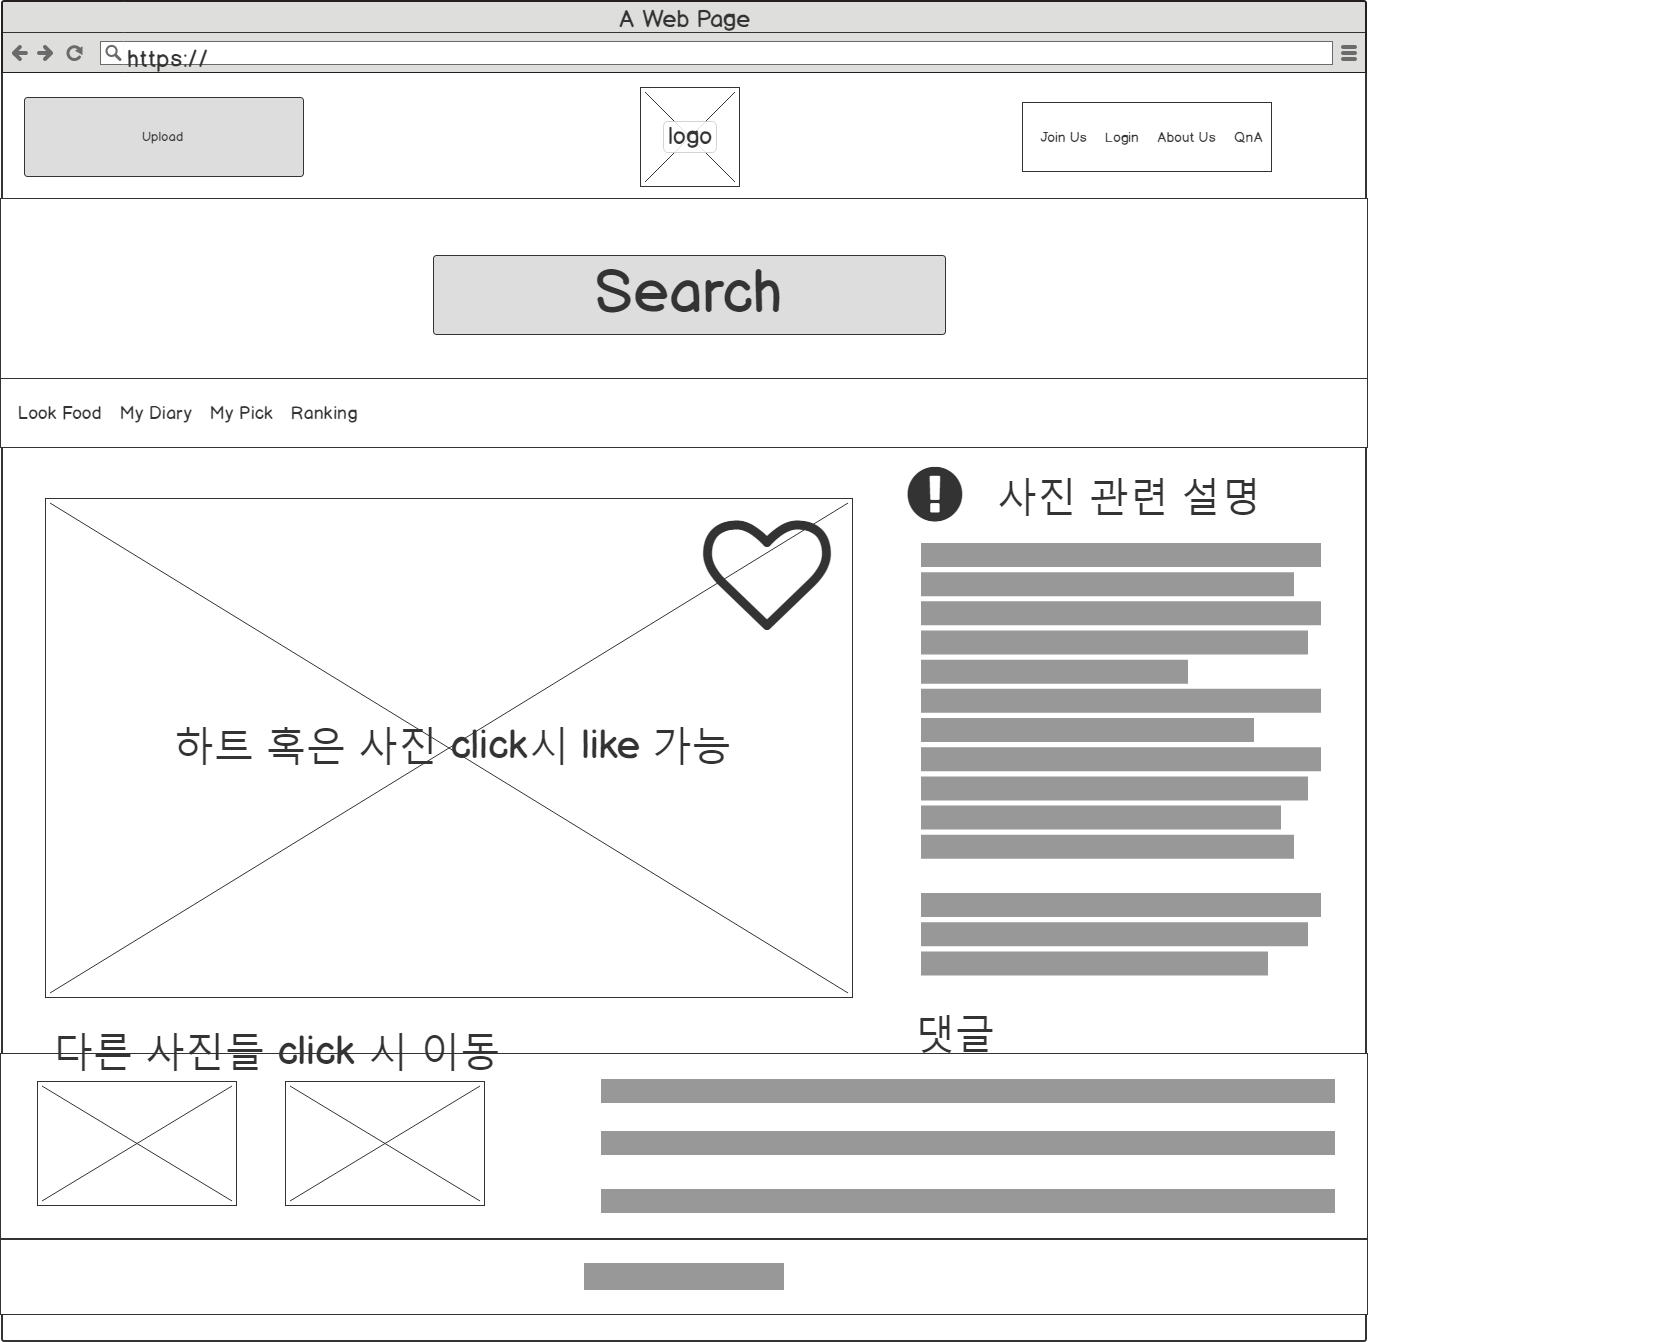 A Web Page
https://
Upload
logo
Join Us Login About Us QnA
Search
Look Food My Diary My Pick Ranking
사진 관련 설명
하트 혹은 사진 click시 like 가능
다른 사진들 click 시 이동
댓글